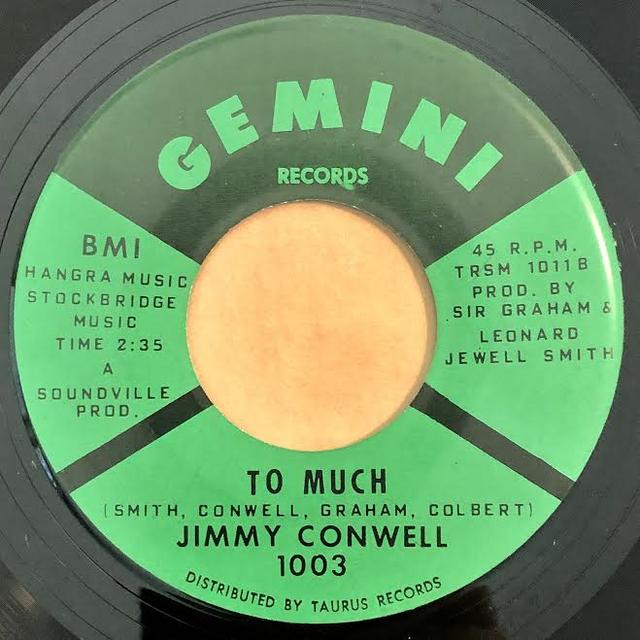 GEMINI
RECORDS
BMI
HANGRA MUSIC
STOCKBRIDGE
MUSIC
TIME 2:35
A
SOUNDVILLE
PROD.
45 R.P.M.
TRSM 1011B
PROD. BY
SIR GRAHAM &
LEONARD
JEWELL SMITH
TO MUCH
(SMITH, CONWELL, GRAHAM, COLBERT)
JIMMY CONWELL
1003
DISTRIBUTED BY TAURUS RECORDS